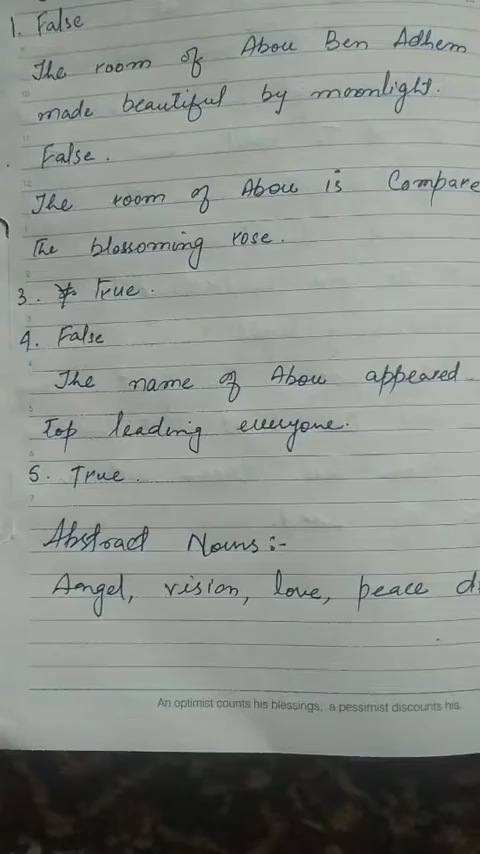 1. False
The room of Abou Ben Adhem
made beautiful by moonlight.
False.
The room of Abou is Compare
The blossoming rose.
3. True.
4. False
The name of Abou appeared
top leading everyone.
5. True.
Abstract Nouns:-
Aangel, vision, love, peace d
An optimist counts his blessings, a pessimist discounts his.